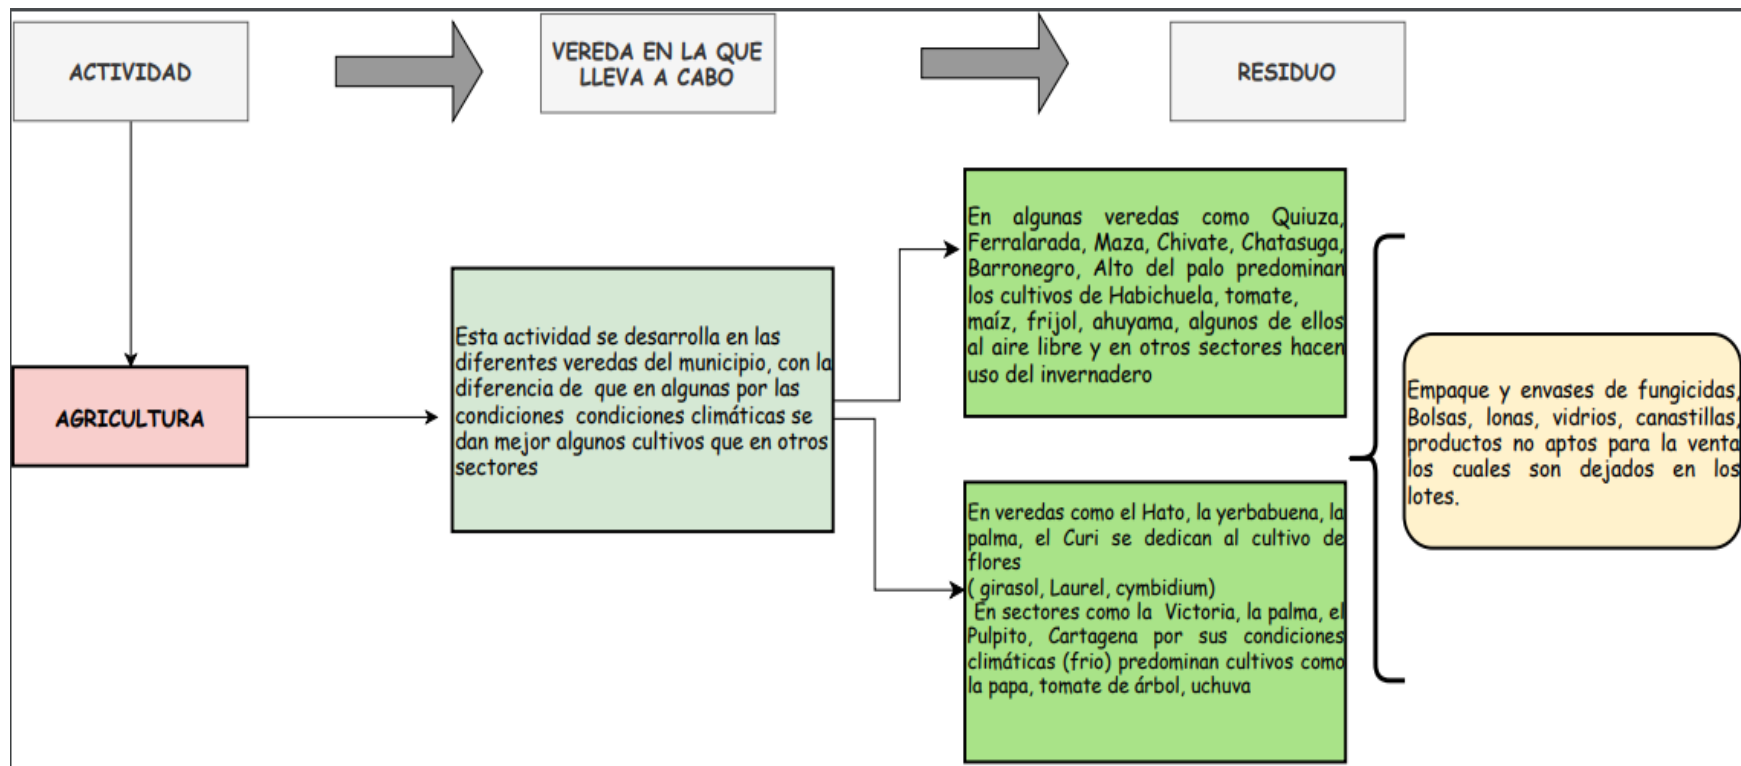 ACTIVIDAD
VEREDA EN LA QUE
LLEVA A CABO
RESIDUO
AGRICULTURA
Esta actividad se desarrolla en las
diferentes veredas del municipio, con la
diferencia de que en algunas por las
condiciones condiciones climáticas se
dan mejor algunos cultivos que en otros
sectores
En algunas veredas como Quiuza,
Ferralarada, Maza, Chivate, Chatasuga,
Barronegro, Alto del palo predominan
los cultivos de Habichuela, tomate,
maíz, frijol, ahuyama, algunos de ellos
al aire libre y en otros sectores hacen
uso del invernadero
En veredas como el Hato, la yerbabuena, la
palma, el Curi se dedican al cultivo de
flores
( girasol, Laurel, cymbidium)
En sectores como la Victoria, la palma, el
Pulpito, Cartagena por sus condiciones
climáticas (frio) predominan cultivos como
la papa, tomate de árbol, uchuva
Empaque y envases de fungicidas,
Bolsas, lonas, vidrios, canastillas,
productos no aptos para la venta
los cuales son dejados en los
lotes.